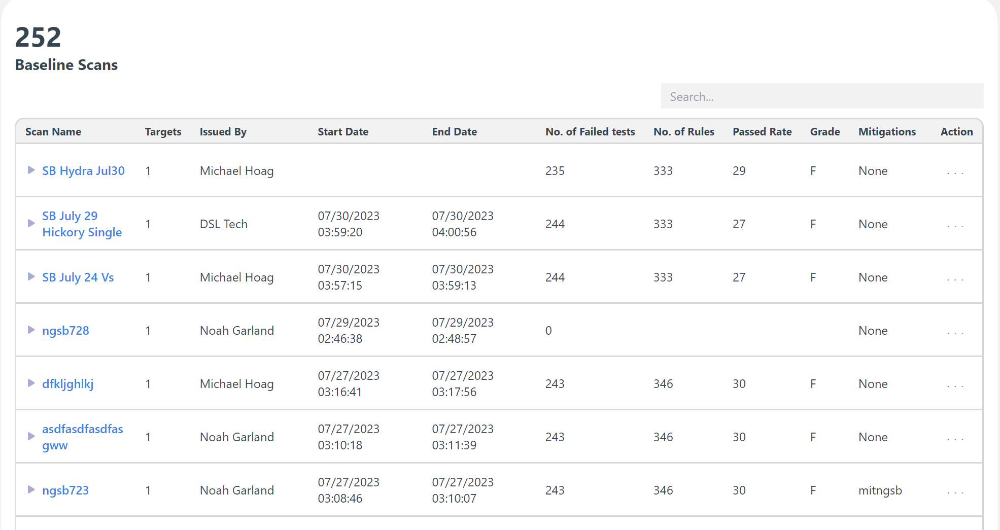 252
Baseline Scans
Search...
Scan Name Targets Issued By Start Date End Date No. of Failed tests No. of Rules Passed Rate Grade Mitigations Action
SB Hydra Jul30 1 Michael Hoag 235 333 29 F None ...
SB July 29 07/30/2023 07/30/2023
1 DSL Tech 244 333 27 F None ...
Hickory Single 03:59:20 04:00:56
07/30/2023 07/30/2023
SB July 24 Vs 1 Michael Hoag 244 333 27 F None ...
03:57:15 03:59:13
07/29/2023 07/29/2023
ngsb728 1 Noah Garland 0 None ...
02:46:38 02:48:57
07/27/2023 07/27/2023
dfkljghlkj 1 Michael Hoag 243 346 30 F None ...
03:16:41 03:17:56
asdfasdfasdfas 07/27/2023 07/27/2023
1 Noah Garland 243 346 30 F None ...
gww 03:10:18 03:11:39
07/27/2023 07/27/2023
ngsb723 1 Noah Garland 243 346 30 F mitngsb ...
03:08:46 03:10:07